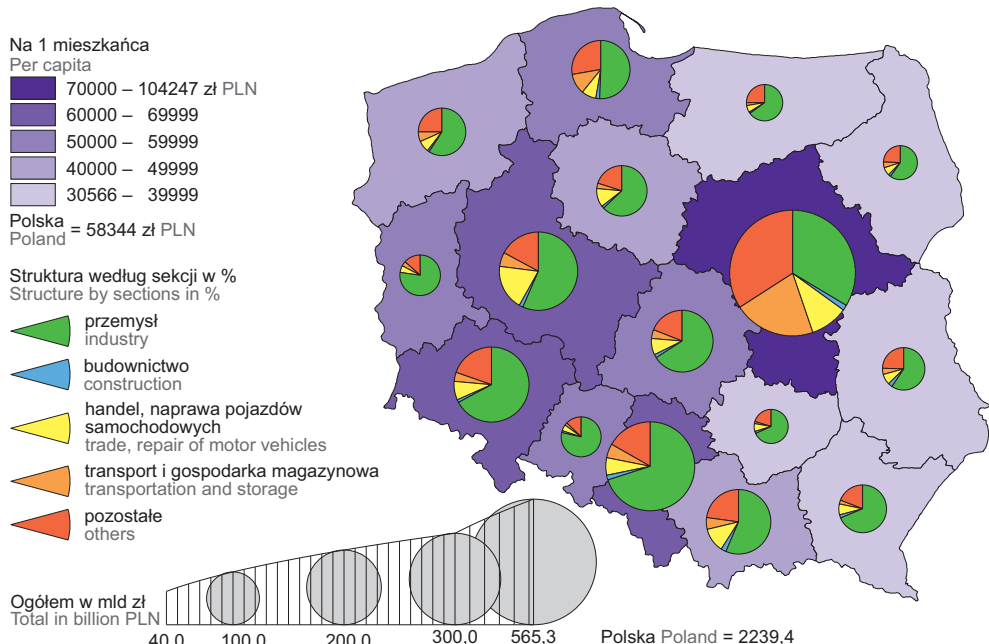 Na 1 mieszkańca
Per capita
70000 – 104247 zł PLN
60000 – 69999
50000 – 59999
40000 – 49999
30566 – 39999
Polska
Poland = 58344 zł PLN
Struktura według sekcji w %
Structure by sections in %
przemysł
industry
budownictwo
construction
handel, naprawa pojazdów
samochodowych
trade, repair of motor vehicles
transport i gospodarka magazynowa
transportation and storage
pozostałe
others
Ogółem w mld zł
Total in billion PLN
40,0 100,0 200,0 300,0 565,3
Polska Poland = 2239,4